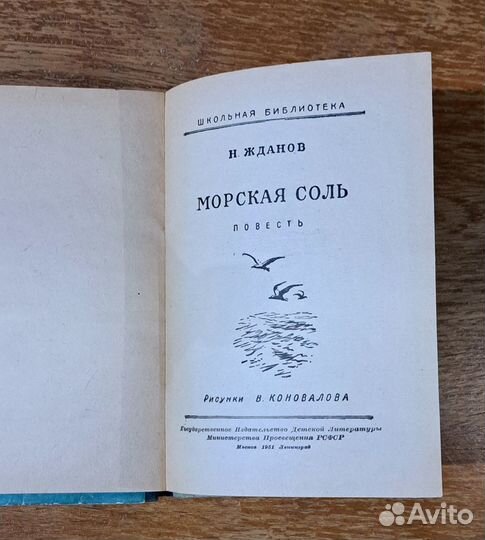 ШКОЛЬНАЯ БИБЛИОТЕКА
Н. ЖДАНОВ
МОРСКАЯ СОЛЬ
ПОВЕСТЬ
Рисунки В. КОНОВАЛОВА
Государственное Издательство Детской Литературы
Министерства Просвещения РСФСР
Москва 1951 Ленинград
Avito